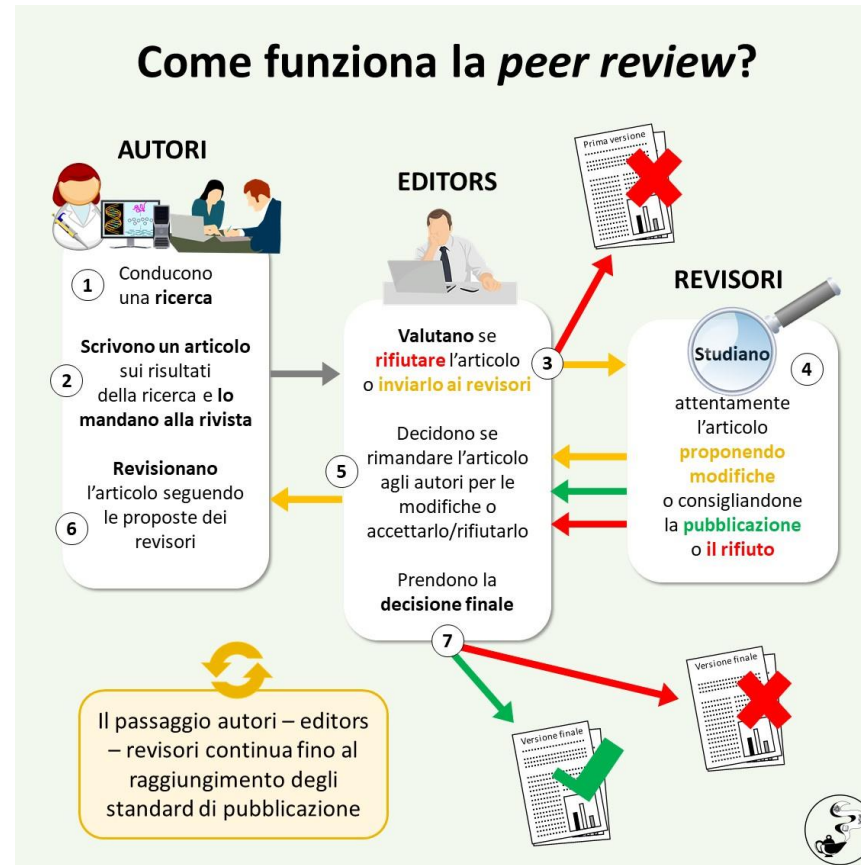 Come funziona la peer review?
AUTORI
1
Conducono
una ricerca
2
Scrivono un articolo
sui risultati
della ricerca e lo
mandano alla rivista
6
Revisionano
l’articolo seguendo
le proposte dei
revisori
EDITORS
Valutano se
rifiutare l’articolo
o inviarlo ai revisori
3
5
Decidono se
rimandare l’articolo
agli autori per le
modifiche o
accettarlo/rifiutarlo
Prendono la
decisione finale
7
Prima versione
REVISORI
Studiano
4
attentamente
l’articolo
proponendo
modifiche
o consigliandone
la pubblicazione
o il rifiuto
Il passaggio autori – editors
– revisori continua fino al
raggiungimento degli
standard di pubblicazione
Versione finale
Versione finale